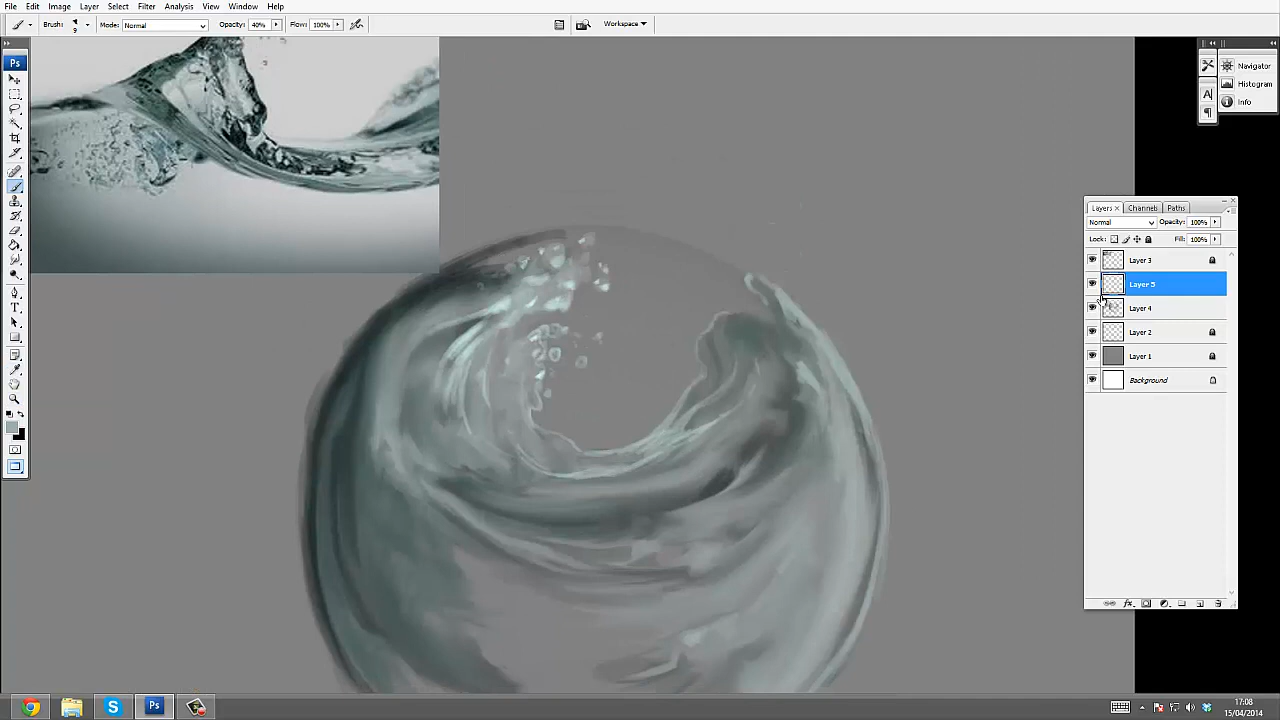 File Edit Image Layer Select Filter Analysis View Window Help
Brush: 9 Mode: Normal Opacity: 40% Flow: 100% Workspace
Ps
Navigator
Histogram
Info
Layers Channels Paths
Normal Opacity: 100%
Lock: Fill: 100%
Layer 3
Layer 5
Layer 4
Layer 2
Layer 1
Background
17:08
15/04/2014